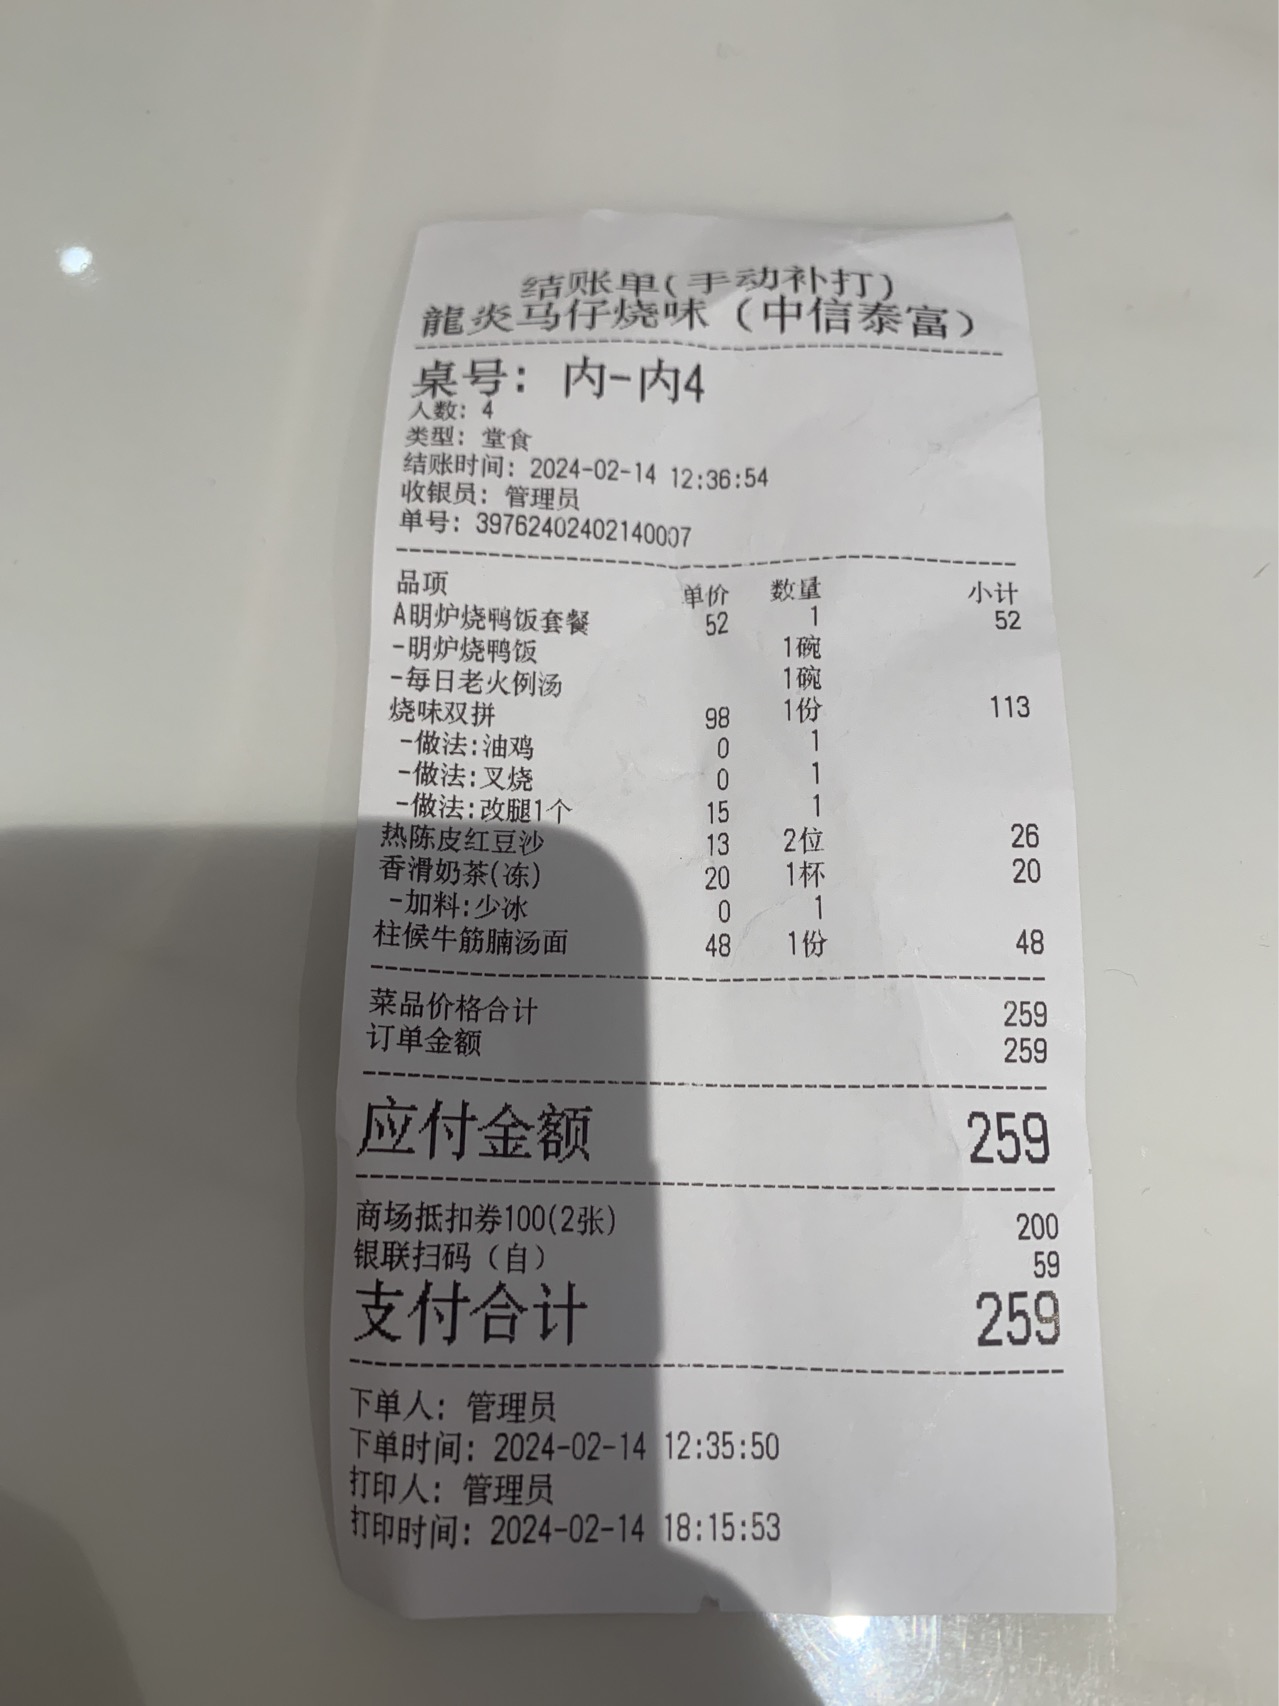 结账单(手动补打)
龍炎马仔烧味（中信泰富）
桌号: 内-内4
人数: 4
类型: 堂食
结账时间: 2024-02-14 12:36:54
收银员: 管理员
单号: 39762402402140007
品项 单价 数量 小计
A明炉烧鸭饭套餐 52 1 52
-明炉烧鸭饭 1碗
-每日老火例汤 1碗
烧味双拼 98 1份 113
-做法:油鸡 0 1
-做法:叉烧 0 1
-做法:改腿1个 15 1
热陈皮红豆沙 13 2位 26
香滑奶茶(冻) 20 1杯 20
-加料:少冰 0 1
柱候牛筋腩汤面 48 1份 48
菜品价格合计 259
订单金额 259
应付金额 259
商场抵扣券100(2张) 200
银联扫码（自） 59
支付合计 259
下单人: 管理员
下单时间: 2024-02-14 12:35:50
打印人: 管理员
打印时间: 2024-02-14 18:15:53